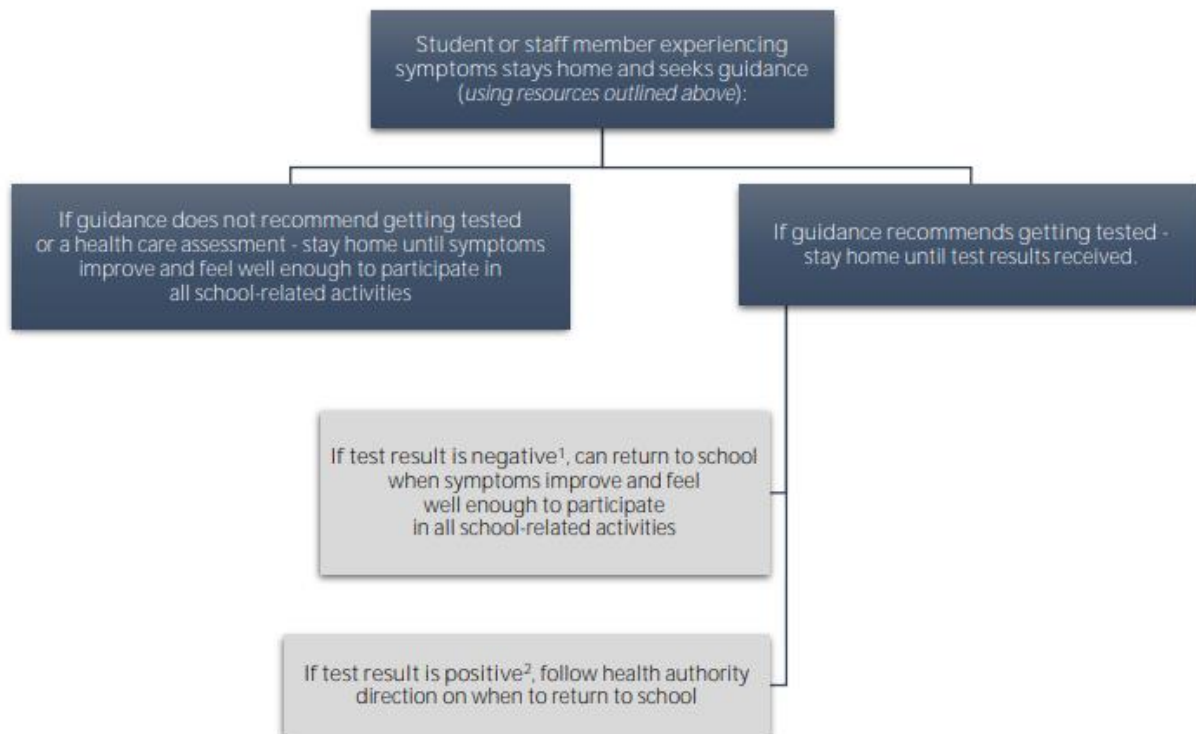 Student or staff member experiencing
symptoms stays home and seeks guidance
(using resources outlined above):
If guidance does not recommend getting tested
or a health care assessment - stay home until symptoms
improve and feel well enough to participate in
all school-related activities
If guidance recommends getting tested -
stay home until test results received.
If test result is negative¹, can return to school
when symptoms improve and feel
well enough to participate
in all school-related activities
If test result is positive², follow health authority
direction on when to return to school